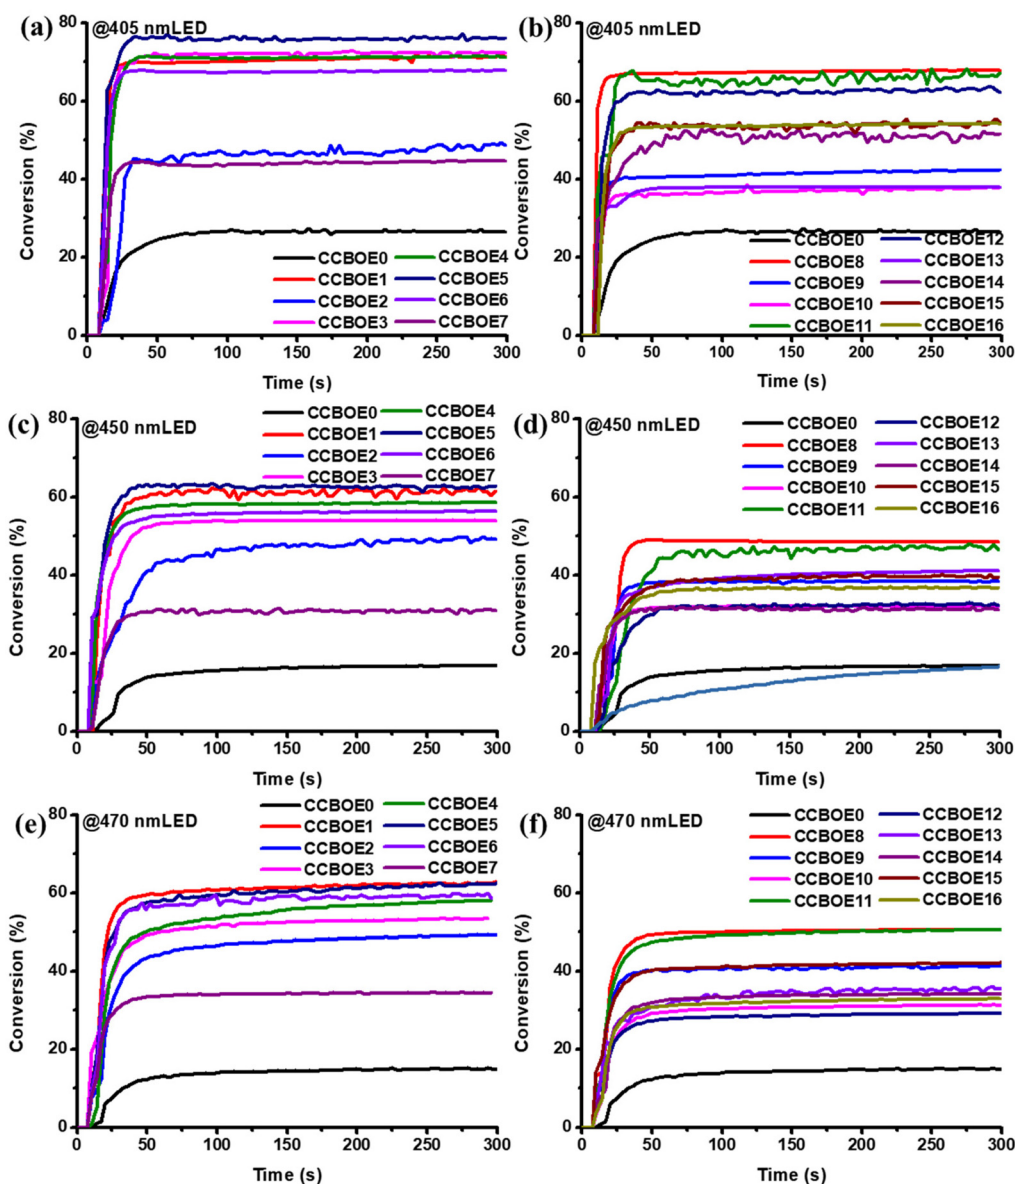 (a)
@405 nmLED
Conversion (%)
80
60
40
20
0
CCBOE0 CCBOE4
CCBOE1 CCBOE5
CCBOE2 CCBOE6
CCBOE3 CCBOE7
0 50 100 150 200 250 300
Time (s)
(b)
@405 nmLED
Conversion (%)
80
60
40
20
0
CCBOE0 CCBOE12
CCBOE8 CCBOE13
CCBOE9 CCBOE14
CCBOE10 CCBOE15
CCBOE11 CCBOE16
0 50 100 150 200 250 300
Time (s)
(c)
@450 nmLED
Conversion (%)
80
60
40
20
0
CCBOE0 CCBOE4
CCBOE1 CCBOE5
CCBOE2 CCBOE6
CCBOE3 CCBOE7
0 50 100 150 200 250 300
Time (s)
(d)
@450 nmLED
Conversion (%)
80
60
40
20
0
CCBOE0 CCBOE12
CCBOE8 CCBOE13
CCBOE9 CCBOE14
CCBOE10 CCBOE15
CCBOE11 CCBOE16
0 50 100 150 200 250 300
Time (s)
(e)
@470 nmLED
Conversion (%)
80
60
40
20
0
CCBOE0 CCBOE4
CCBOE1 CCBOE5
CCBOE2 CCBOE6
CCBOE3 CCBOE7
0 50 100 150 200 250 300
Time (s)
(f)
@470 nmLED
Conversion (%)
80
60
40
20
0
CCBOE0 CCBOE12
CCBOE8 CCBOE13
CCBOE9 CCBOE14
CCBOE10 CCBOE15
CCBOE11 CCBOE16
0 50 100 150 200 250 300
Time (s)